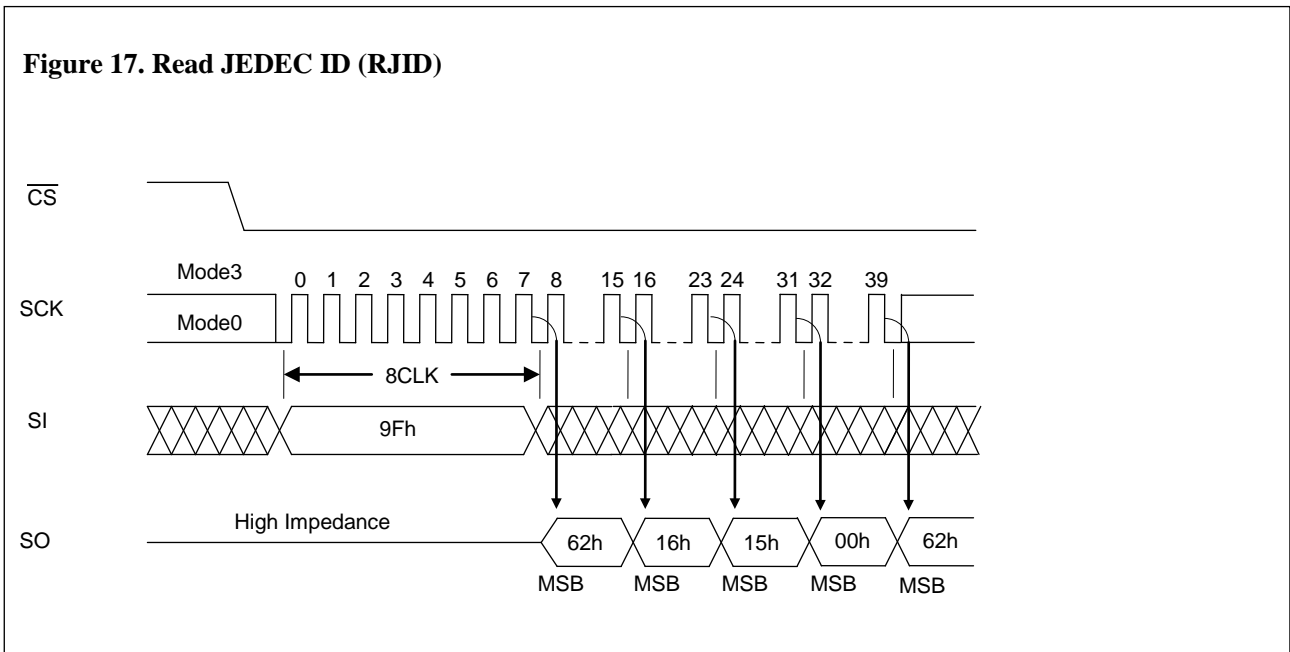 Figure 17. Read JEDEC ID (RJID)
CS
Mode3
0 1 2 3 4 5 6 7 8 15 16 23 24 31 32 39
SCK
Mode0
8CLK
SI
9Fh
High Impedance
SO
62h 16h 15h 00h 62h
MSB MSB MSB MSB MSB